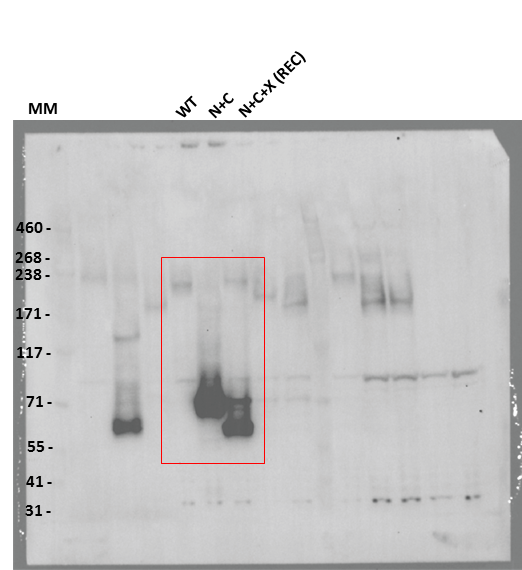 MM
WT
N+C
N+C+X (REC)
460 -
268 -
238 -
171 -
117 -
71 -
55 -
41 -
31 -